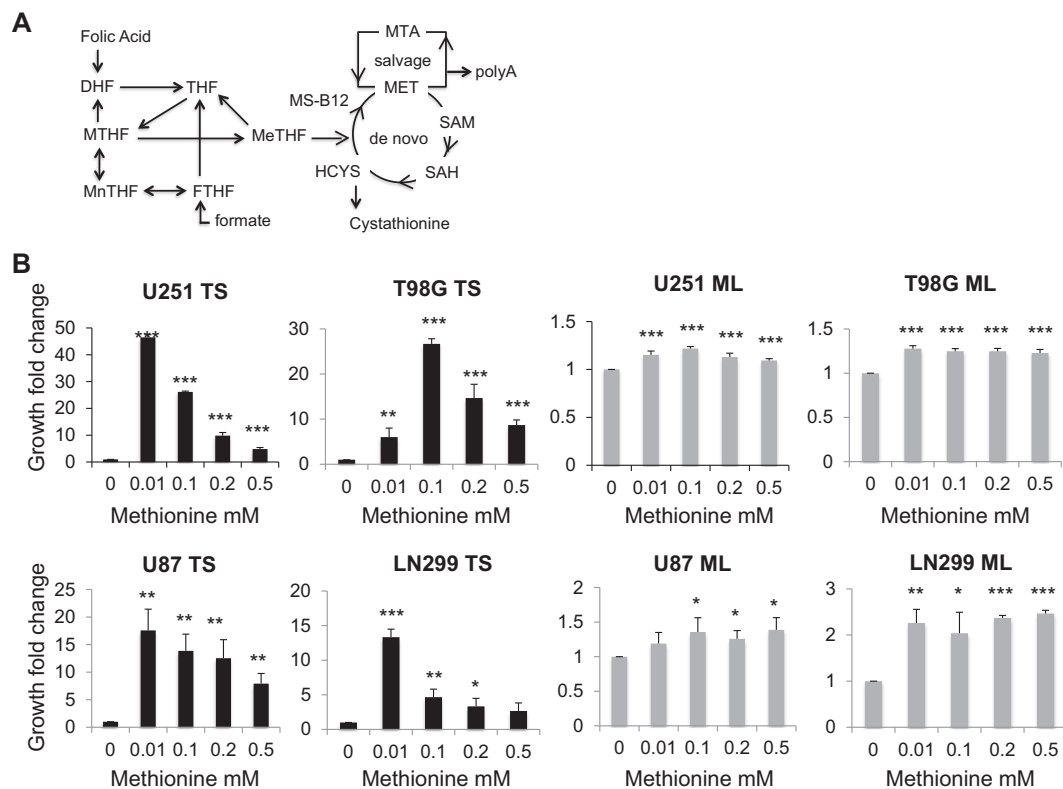 A
Folic Acid
DHF
THF
MTHF
MeTHF
MnTHF
FTHF
formate
MTA
salvage
polyA
MET
MS-B12
SAM
de novo
HCYS
SAH
Cystathionine
B
U251 TS
Growth fold change
50
40
30
20
10
0
***
***
***
***
0 0.01 0.1 0.2 0.5
Methionine mM
T98G TS
30
20
10
0
**
***
***
***
0 0.01 0.1 0.2 0.5
Methionine mM
U251 ML
1.5
1
0.5
0
*** *** *** ***
0 0.01 0.1 0.2 0.5
Methionine mM
T98G ML
1.5
1
0.5
0
*** *** *** ***
0 0.01 0.1 0.2 0.5
Methionine mM
U87 TS
Growth fold change
25
20
15
10
5
0
**
**
**
**
0 0.01 0.1 0.2 0.5
Methionine mM
LN299 TS
20
15
10
5
0
***
**
*
0 0.01 0.1 0.2 0.5
Methionine mM
U87 ML
2
1.5
1
0.5
0
* * *
0 0.01 0.1 0.2 0.5
Methionine mM
LN299 ML
3
2
1
0
** * *** ***
0 0.01 0.1 0.2 0.5
Methionine mM